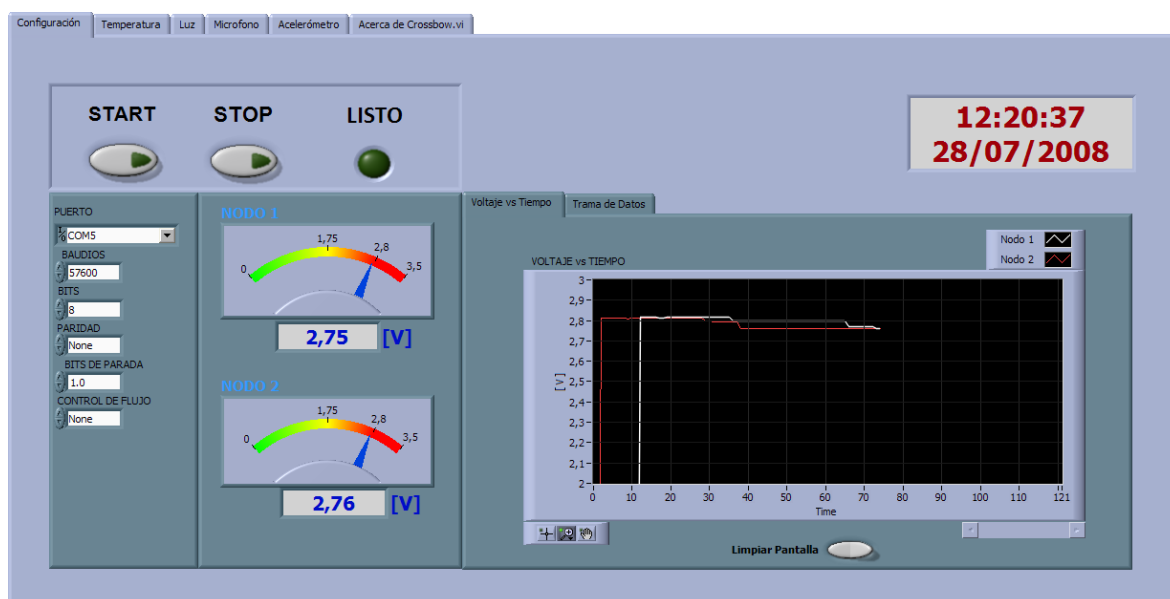 Configuración Temperatura Luz Microfono Acelerómetro Acerca de Crossbow.vi
START STOP LISTO
12:20:37
28/07/2008
PUERTO
COM5
BAUDIOS
57600
BITS
8
PARIDAD
None
BITS DE PARADA
1.0
CONTROL DE FLUJO
None
NODO 1
0 1,75 2,8 3,5
2,75 [V]
NODO 2
0 1,75 2,8 3,5
2,76 [V]
Voltaje vs Tiempo Trama de Datos
Nodo 1
Nodo 2
VOLTAJE vs TIEMPO
3
2,9
2,8
2,7
2,6
2,5
2,4
2,3
2,2
2,1
2
[V]
0 10 20 30 40 50 60 70 80 90 100 110 121
Time
Limpiar Pantalla